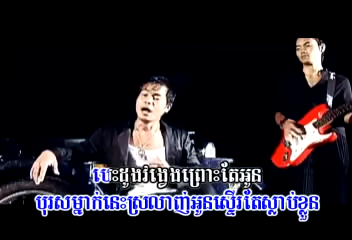 បេះដូងរំង្វេងព្រោះតែអូន
បុរសម្នាក់នេះស្រលាញ់អូនស្ទើរតែស្លាប់ខ្លួន